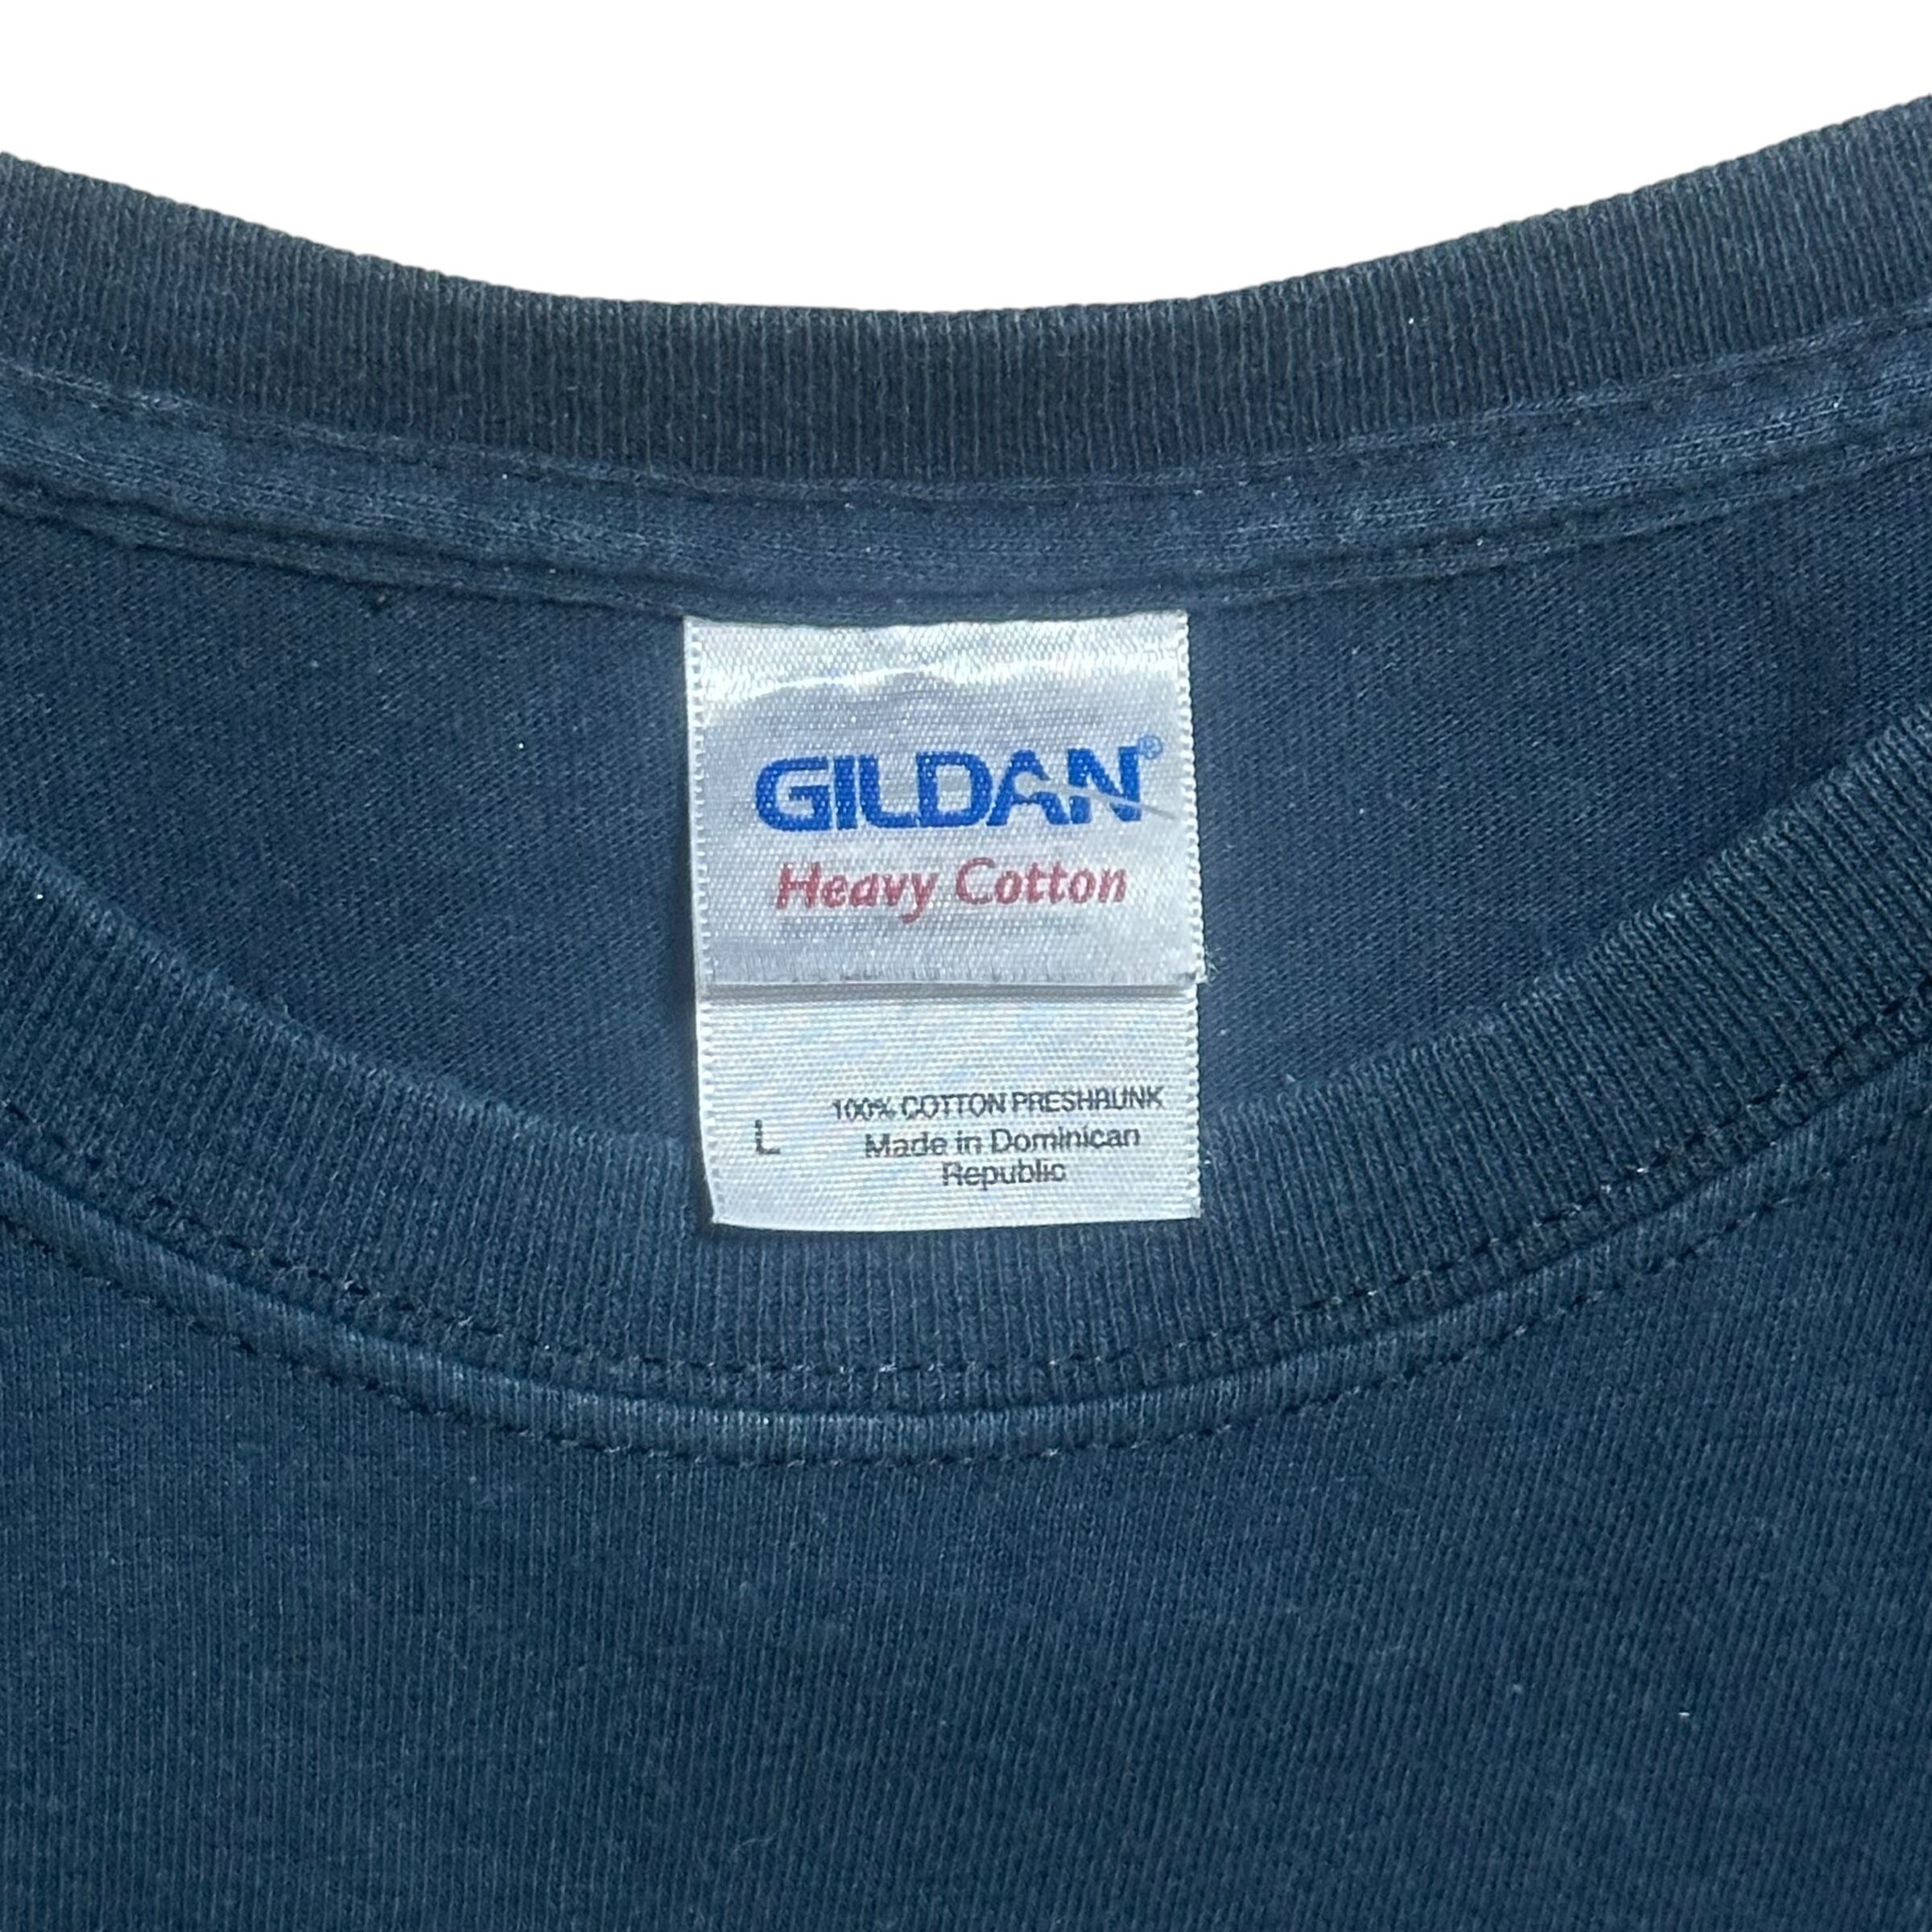 GILDAN®
Heavy Cotton
100% COTTON PRESHRUNK
L Made in Dominican
Republic